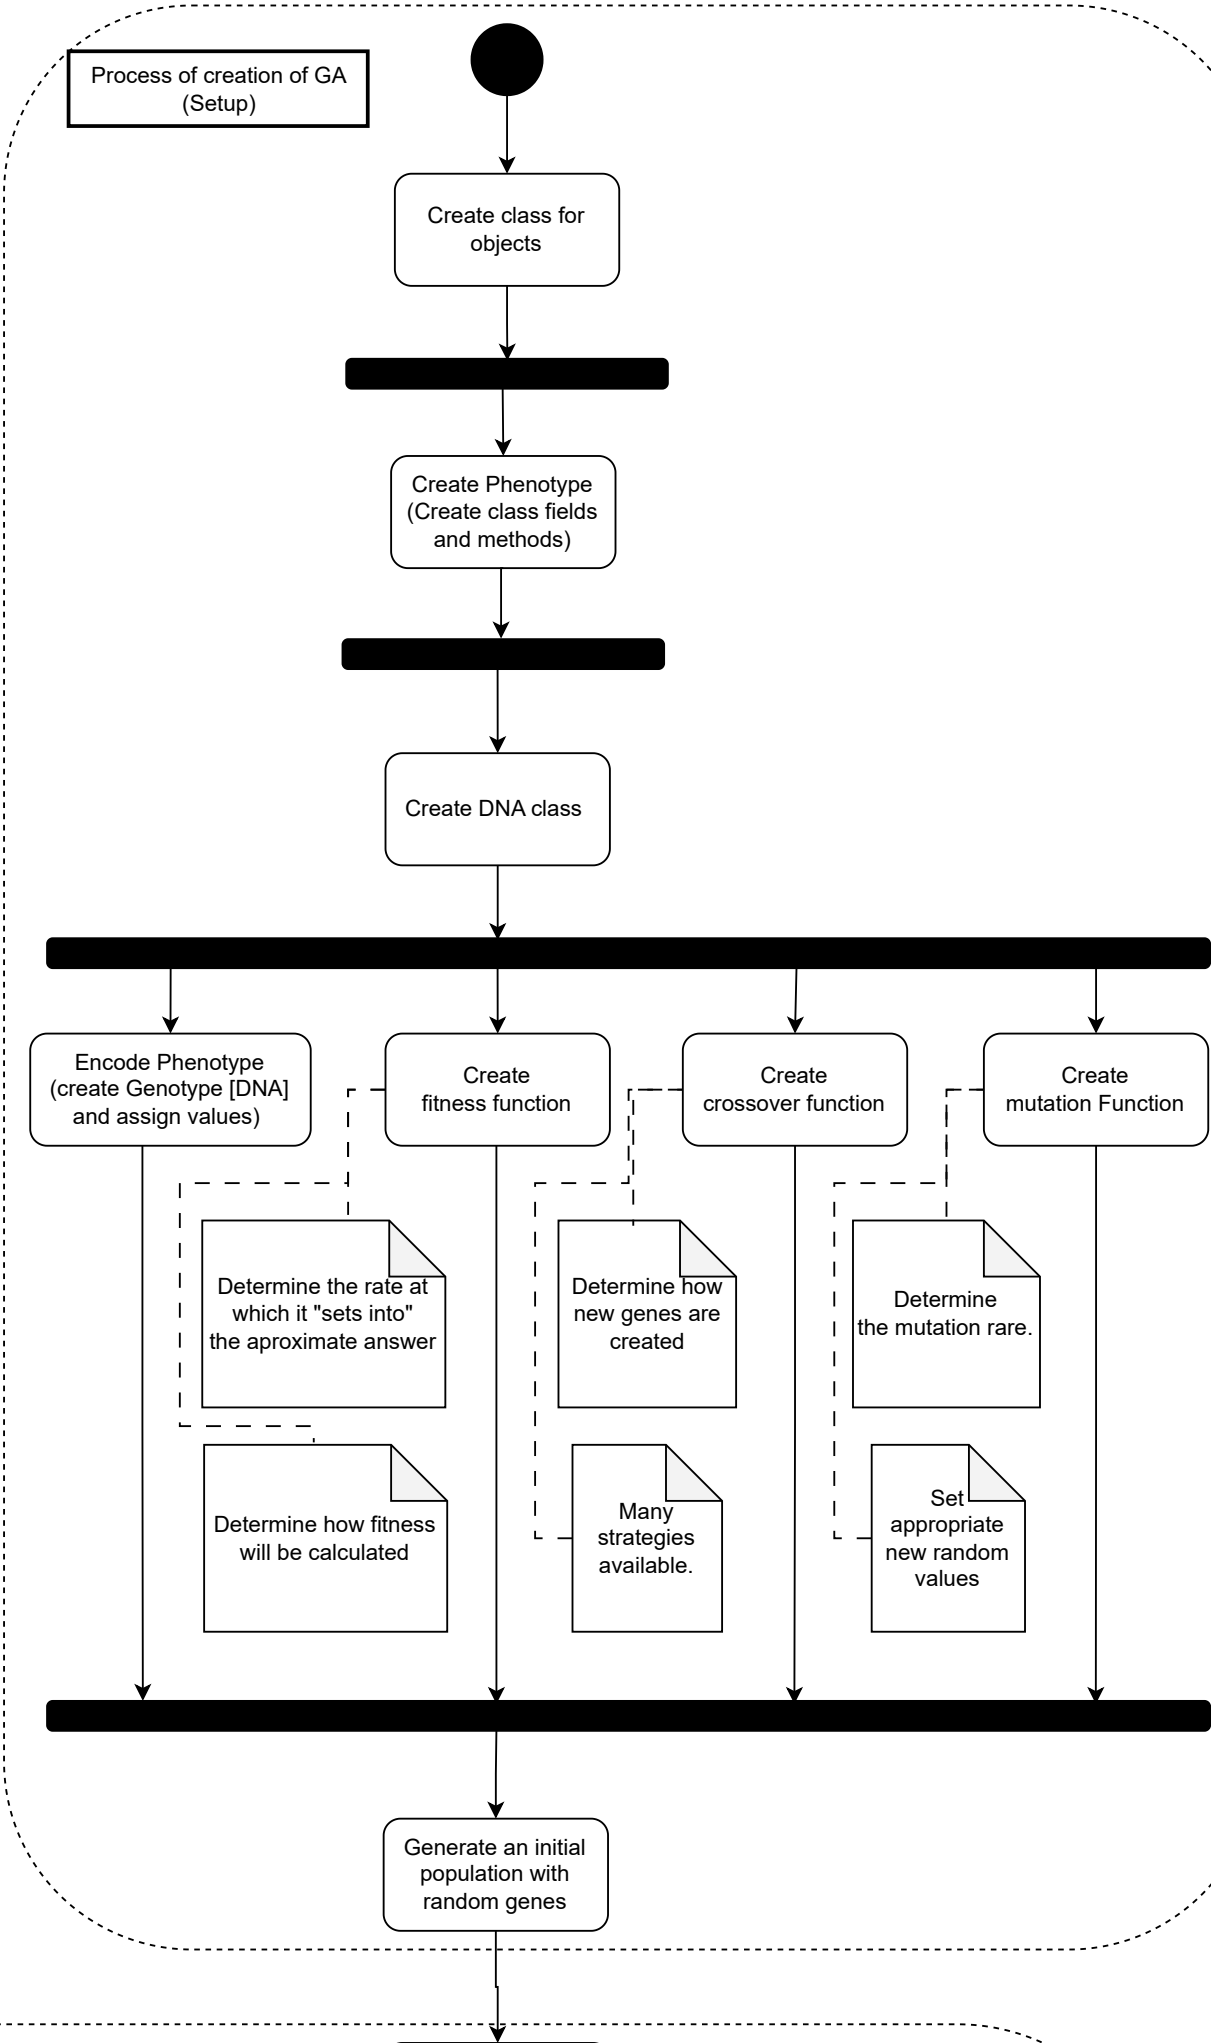 Process of creation of GA
(Setup)
Create class for
objects
Create Phenotype
(Create class fields
and methods)
Create DNA class
Encode Phenotype
(create Genotype [DNA]
and assign values)
Create
fitness function
Create
crossover function
Create
mutation Function
Determine the rate at
which it "sets into"
the aproximate answer
Determine how
new genes are
created
Determine
the mutation rare.
Determine how fitness
will be calculated
Many
strategies
available.
Set
appropriate
new random
values
Generate an initial
population with
random genes